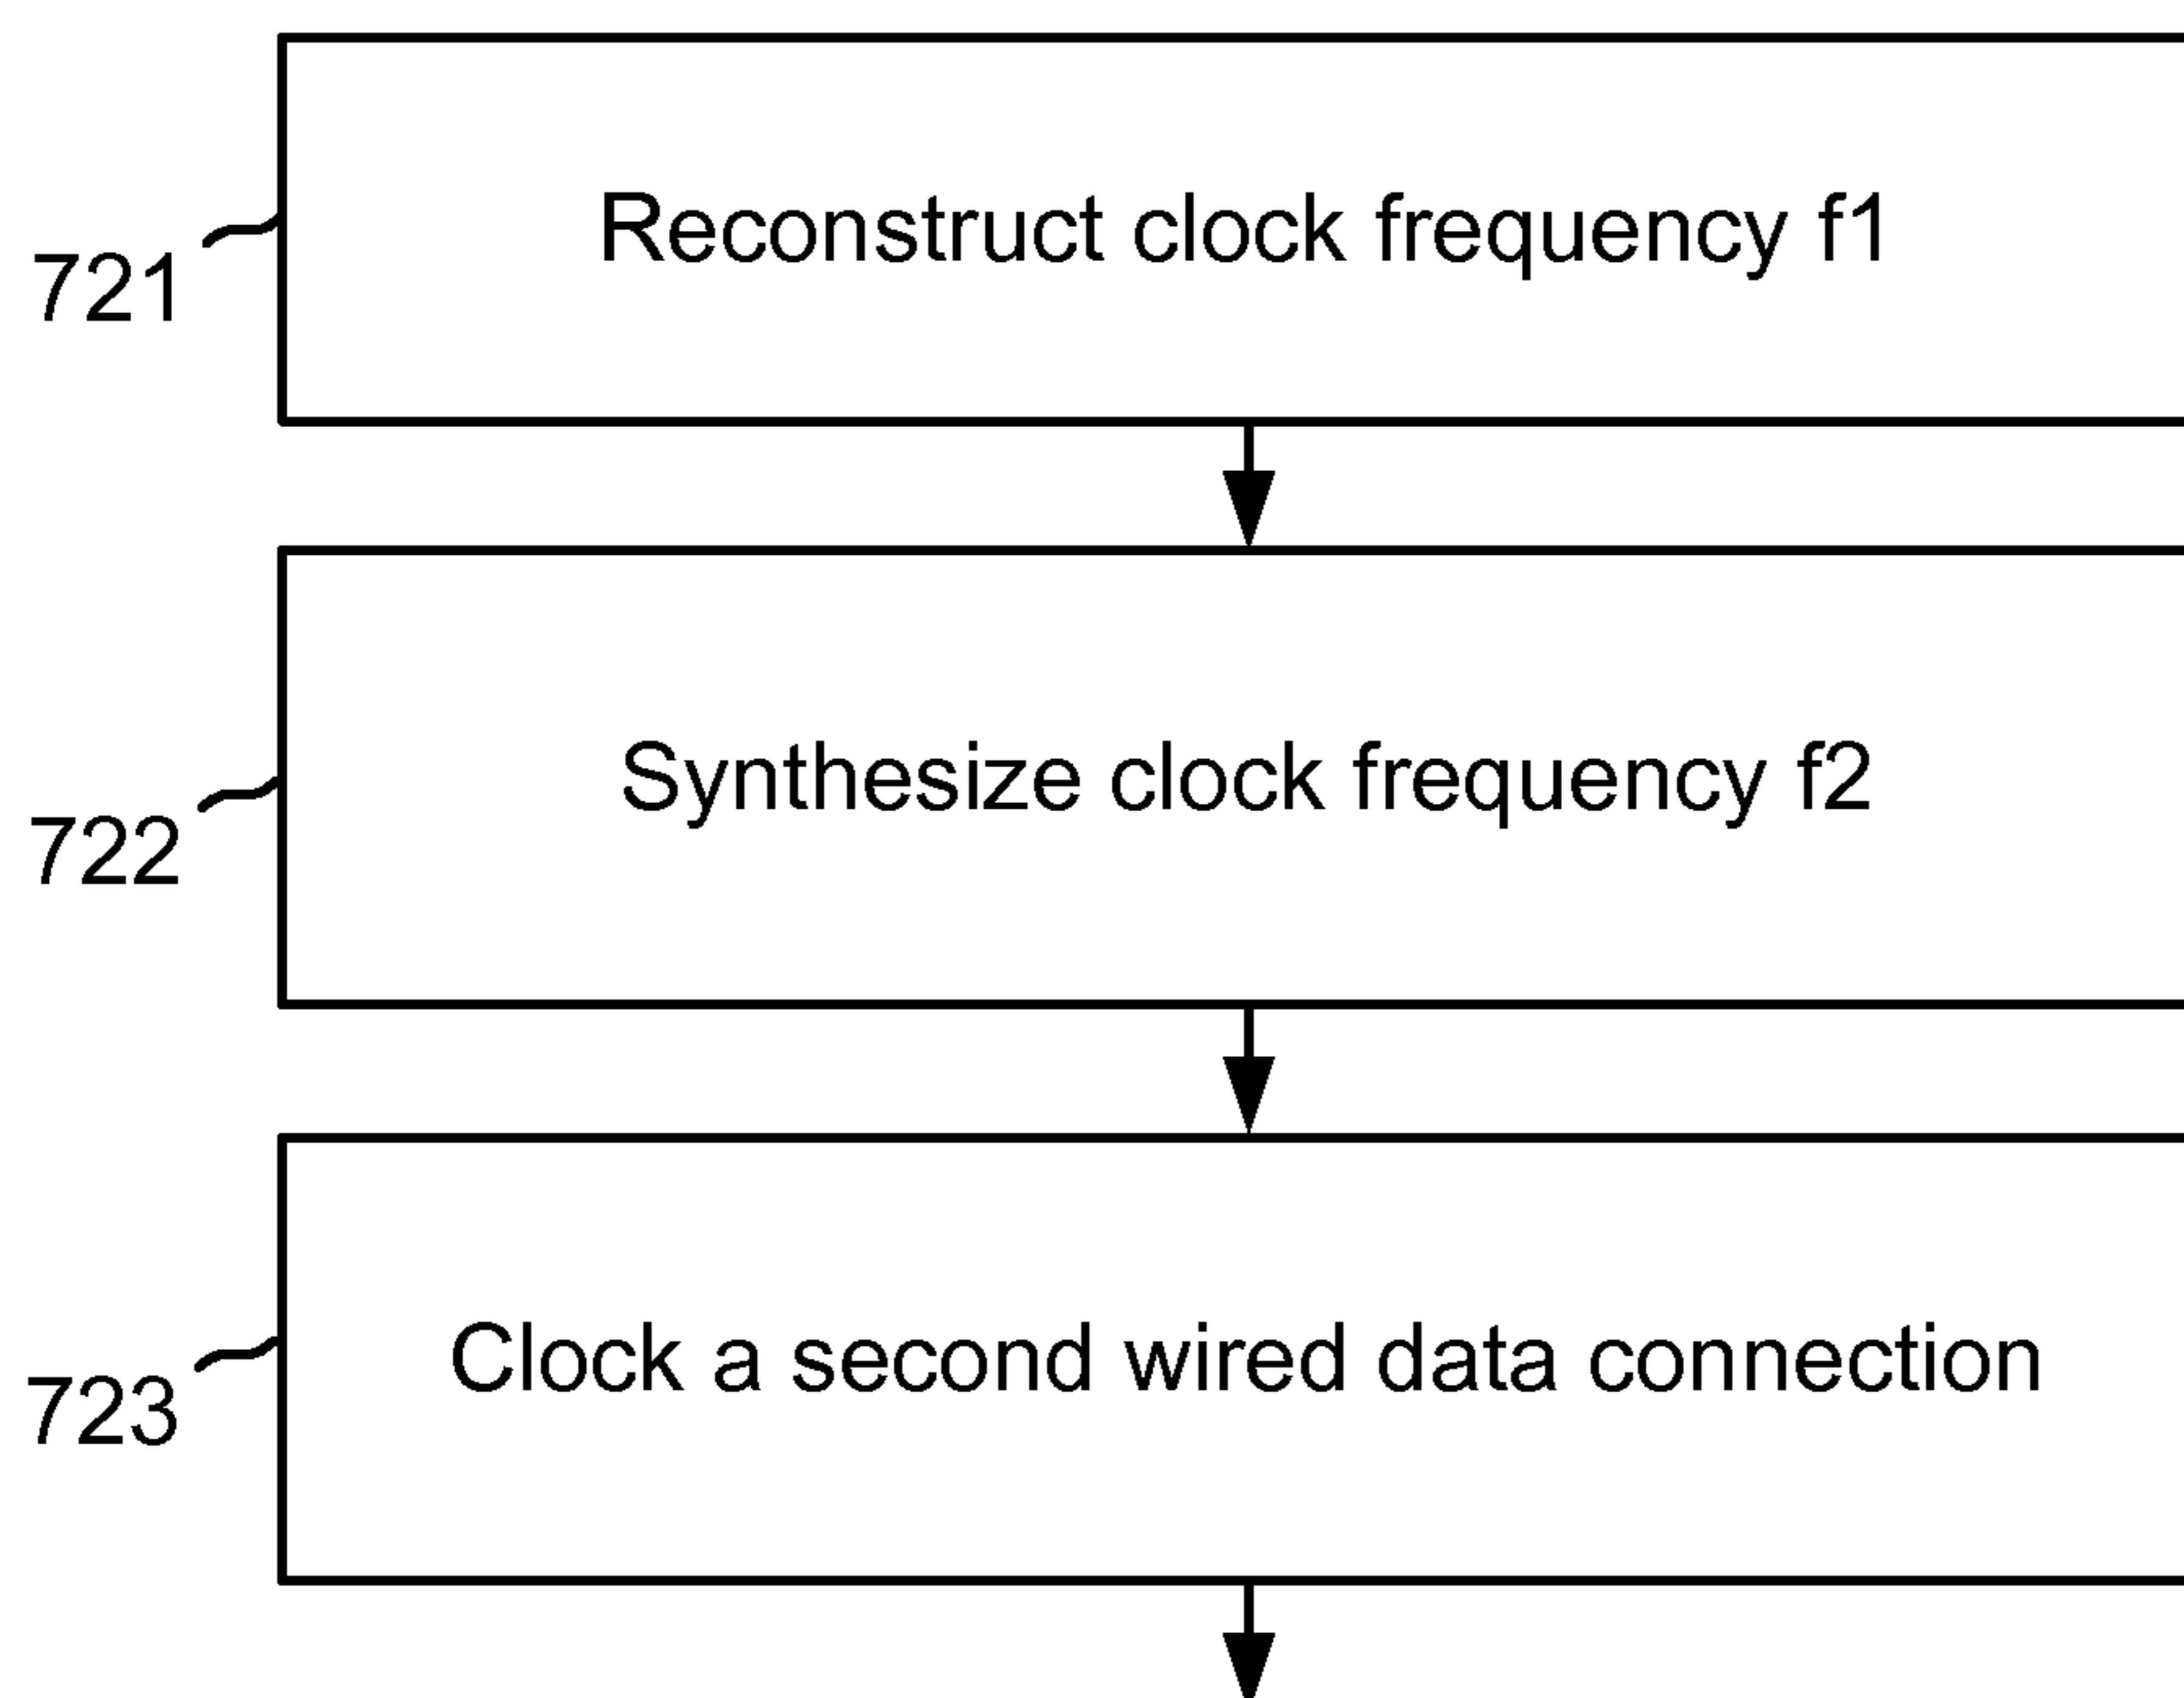 Reconstruct clock frequency f1
721
Synthesize clock frequency f2
722
Clock a second wired data connection
723